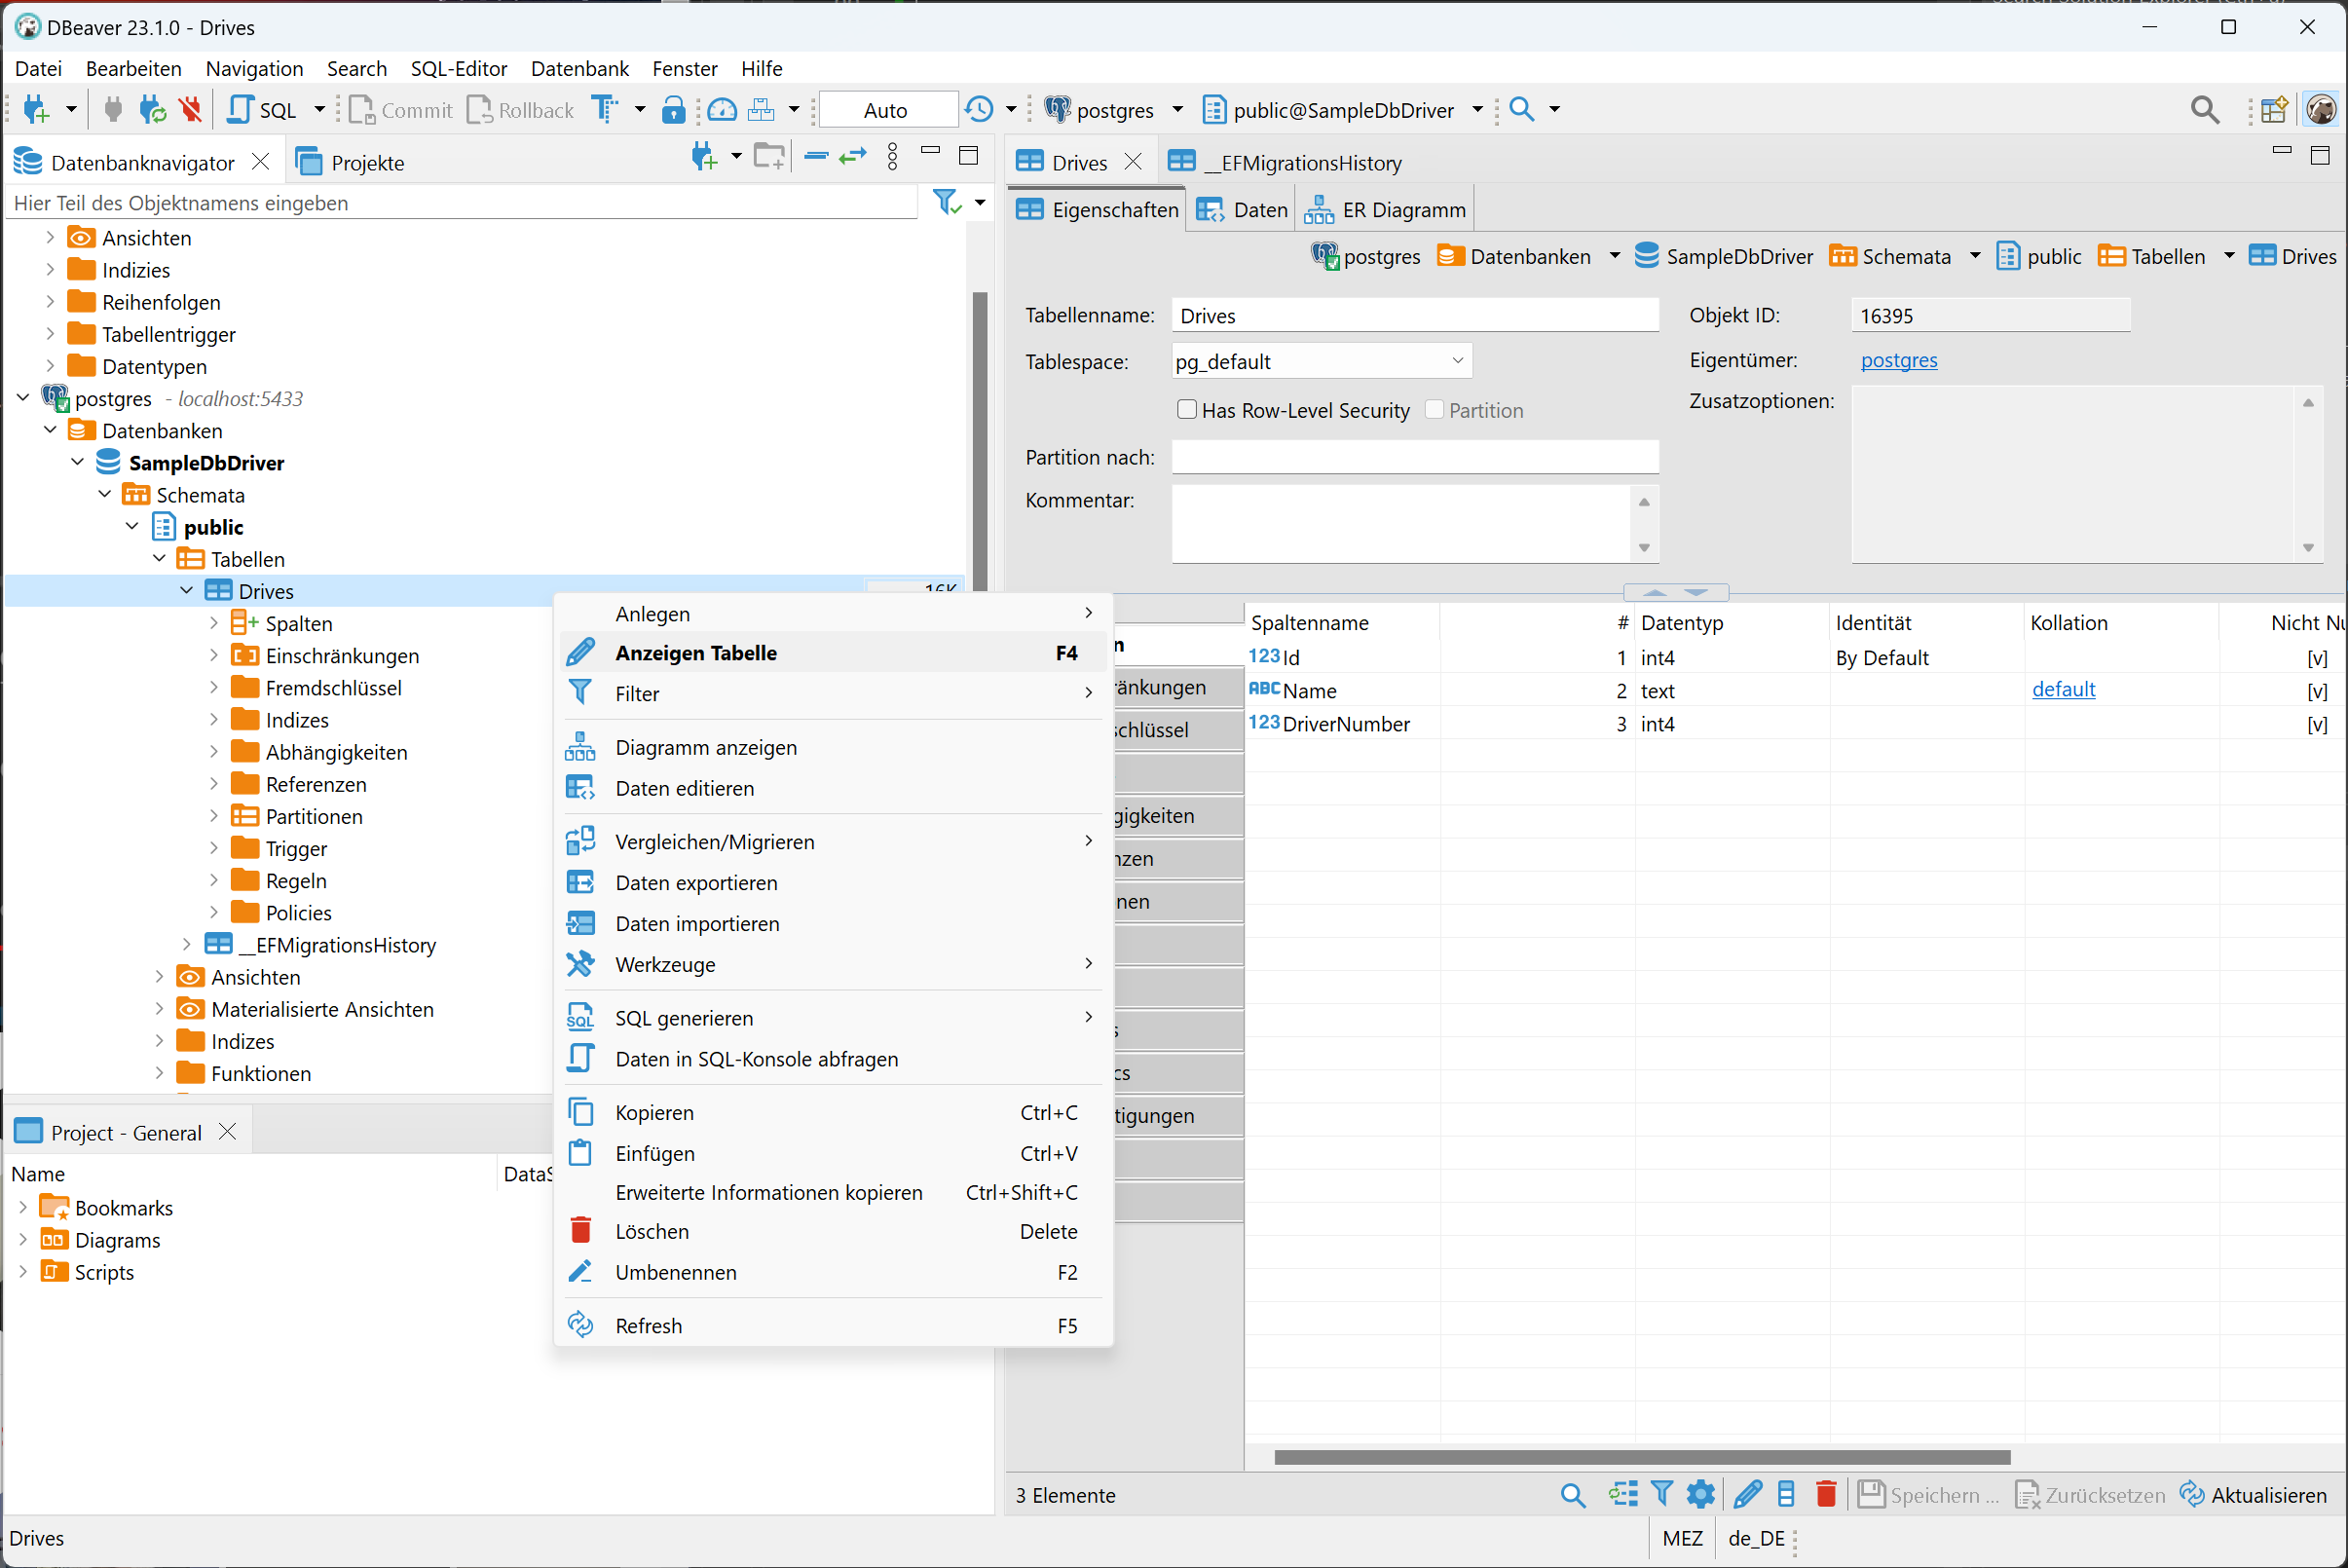 DBeaver 23.1.0 - Drives
Datei Bearbeiten Navigation Search SQL-Editor Datenbank Fenster Hilfe
SQL Commit Rollback Auto postgres public@SampleDbDriver
Datenbanknavigator Projekte
Hier Teil des Objektnamens eingeben
Ansichten
Indizies
Reihenfolgen
Tabellentrigger
Datentypen
postgres - localhost:5433
Datenbanken
SampleDbDriver
Schemata
public
Tabellen
Drives 16K
Spalten
Einschränkungen
Fremdschlüssel
Indizes
Abhängigkeiten
Referenzen
Partitionen
Trigger
Regeln
Policies
__EFMigrationsHistory
Ansichten
Materialisierte Ansichten
Indizes
Funktionen
Project - General
Name DataS
Bookmarks
Diagrams
Scripts
Anlegen
Anzeigen Tabelle F4
Filter
Diagramm anzeigen
Daten editieren
Vergleichen/Migrieren
Daten exportieren
Daten importieren
Werkzeuge
SQL generieren
Daten in SQL-Konsole abfragen
Kopieren Ctrl+C
Einfügen Ctrl+V
Erweiterte Informationen kopieren Ctrl+Shift+C
Löschen Delete
Umbenennen F2
Refresh F5
Drives __EFMigrationsHistory
Eigenschaften Daten ER Diagramm
postgres Datenbanken SampleDbDriver Schemata public Tabellen Drives
Tabellenname: Drives
Objekt ID: 16395
Tablespace: pg_default
Eigentümer: postgres
Has Row-Level Security Partition
Zusatzoptionen:
Partition nach:
Kommentar:
n
ränkungen
chlüssel
gigkeiten
nzen
nen
s
cs
tigungen
Spaltenname # Datentyp Identität Kollation Nicht Nu
123 Id 1 int4 By Default [v]
ABC Name 2 text default [v]
123 DriverNumber 3 int4 [v]
3 Elemente Speichern ... Zurücksetzen Aktualisieren
Drives MEZ de_DE